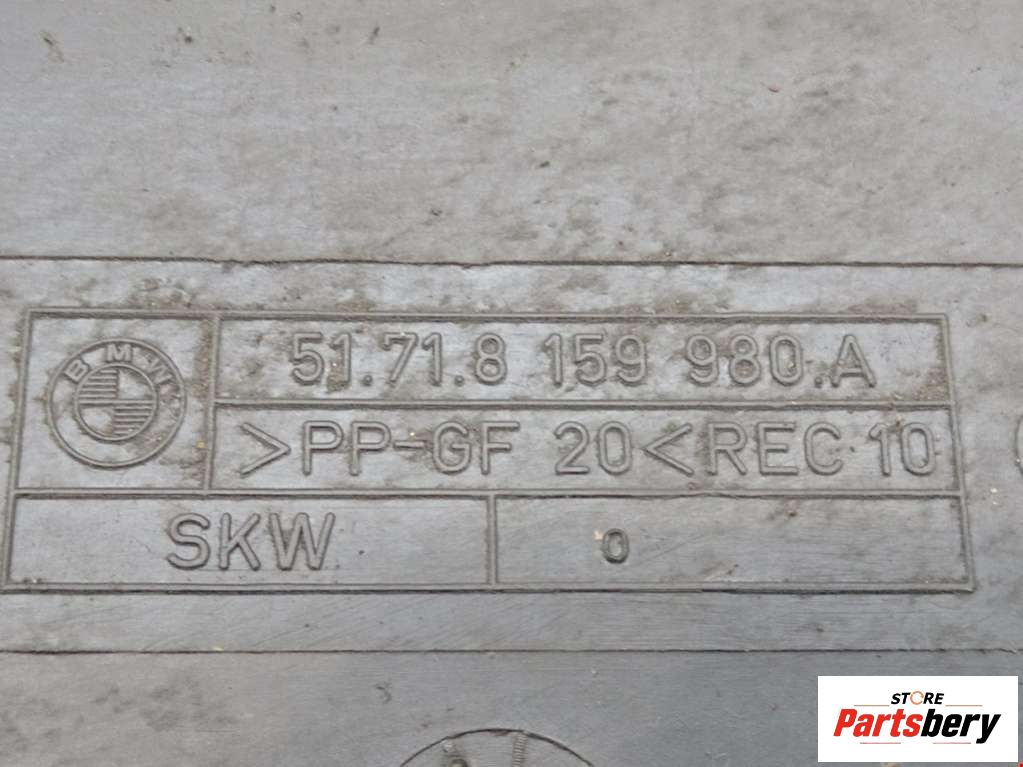 BMW
51.71.8 159 980.A
>PP-GF 20<REC 10
SKW 0
STORE
Partsbery